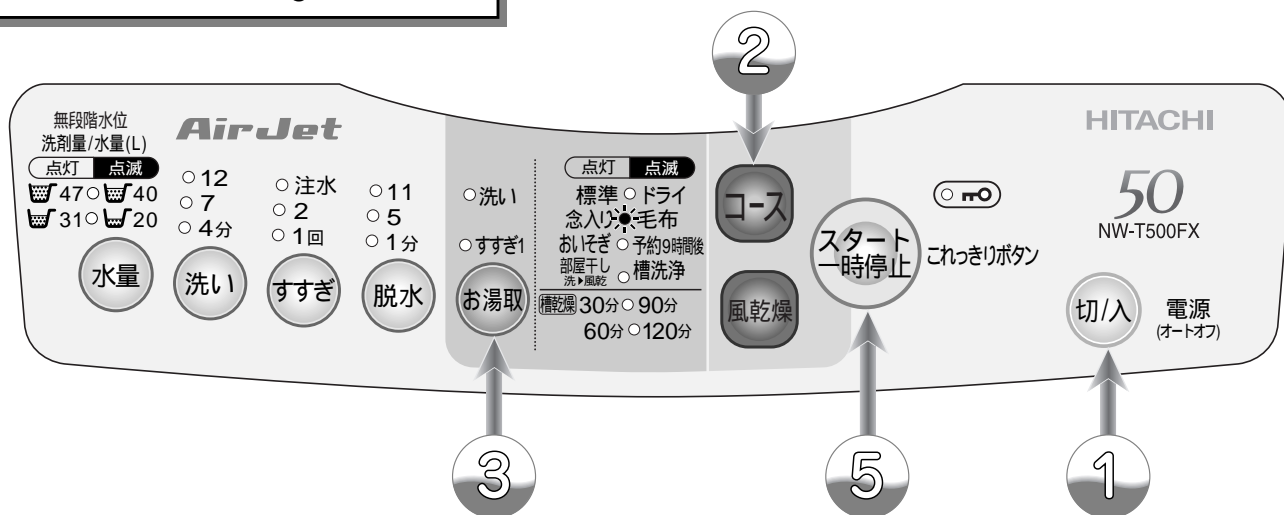 2
無段階水位
洗剤量/水量(L)
点灯 点滅
47 40
31 20
水量
AirJet
12
7
4分
洗い
注水
2
1回
すすぎ
11
5
1分
脱水
洗い
すすぎ1
お湯取
点灯 点滅
標準 ドライ
念入り 毛布
おいそぎ 予約9時間後
部屋干し 槽洗浄
洗▶風乾
槽乾燥 30分 90分
60分 120分
コース
風乾燥
スタート
一時停止
これっきりボタン
HITACHI
50
NW-T500FX
切/入
電源
(オートオフ)
3
5
1